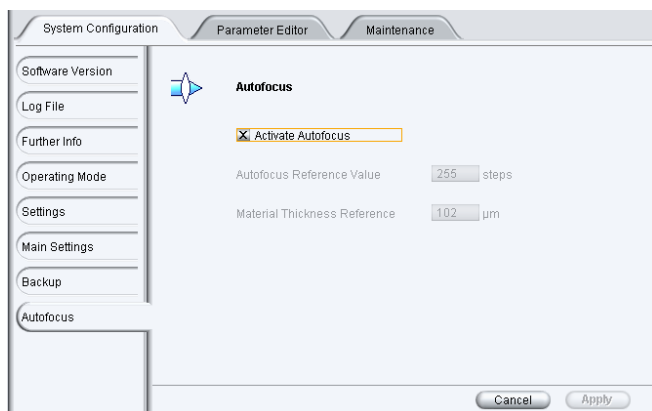 System Configuration
Parameter Editor
Maintenance
Software Version
Log File
Further Info
Operating Mode
Settings
Main Settings
Backup
Autofocus
Autofocus
Activate Autofocus
Autofocus Reference Value 255 steps
Material Thickness Reference 102 µm
Cancel
Apply